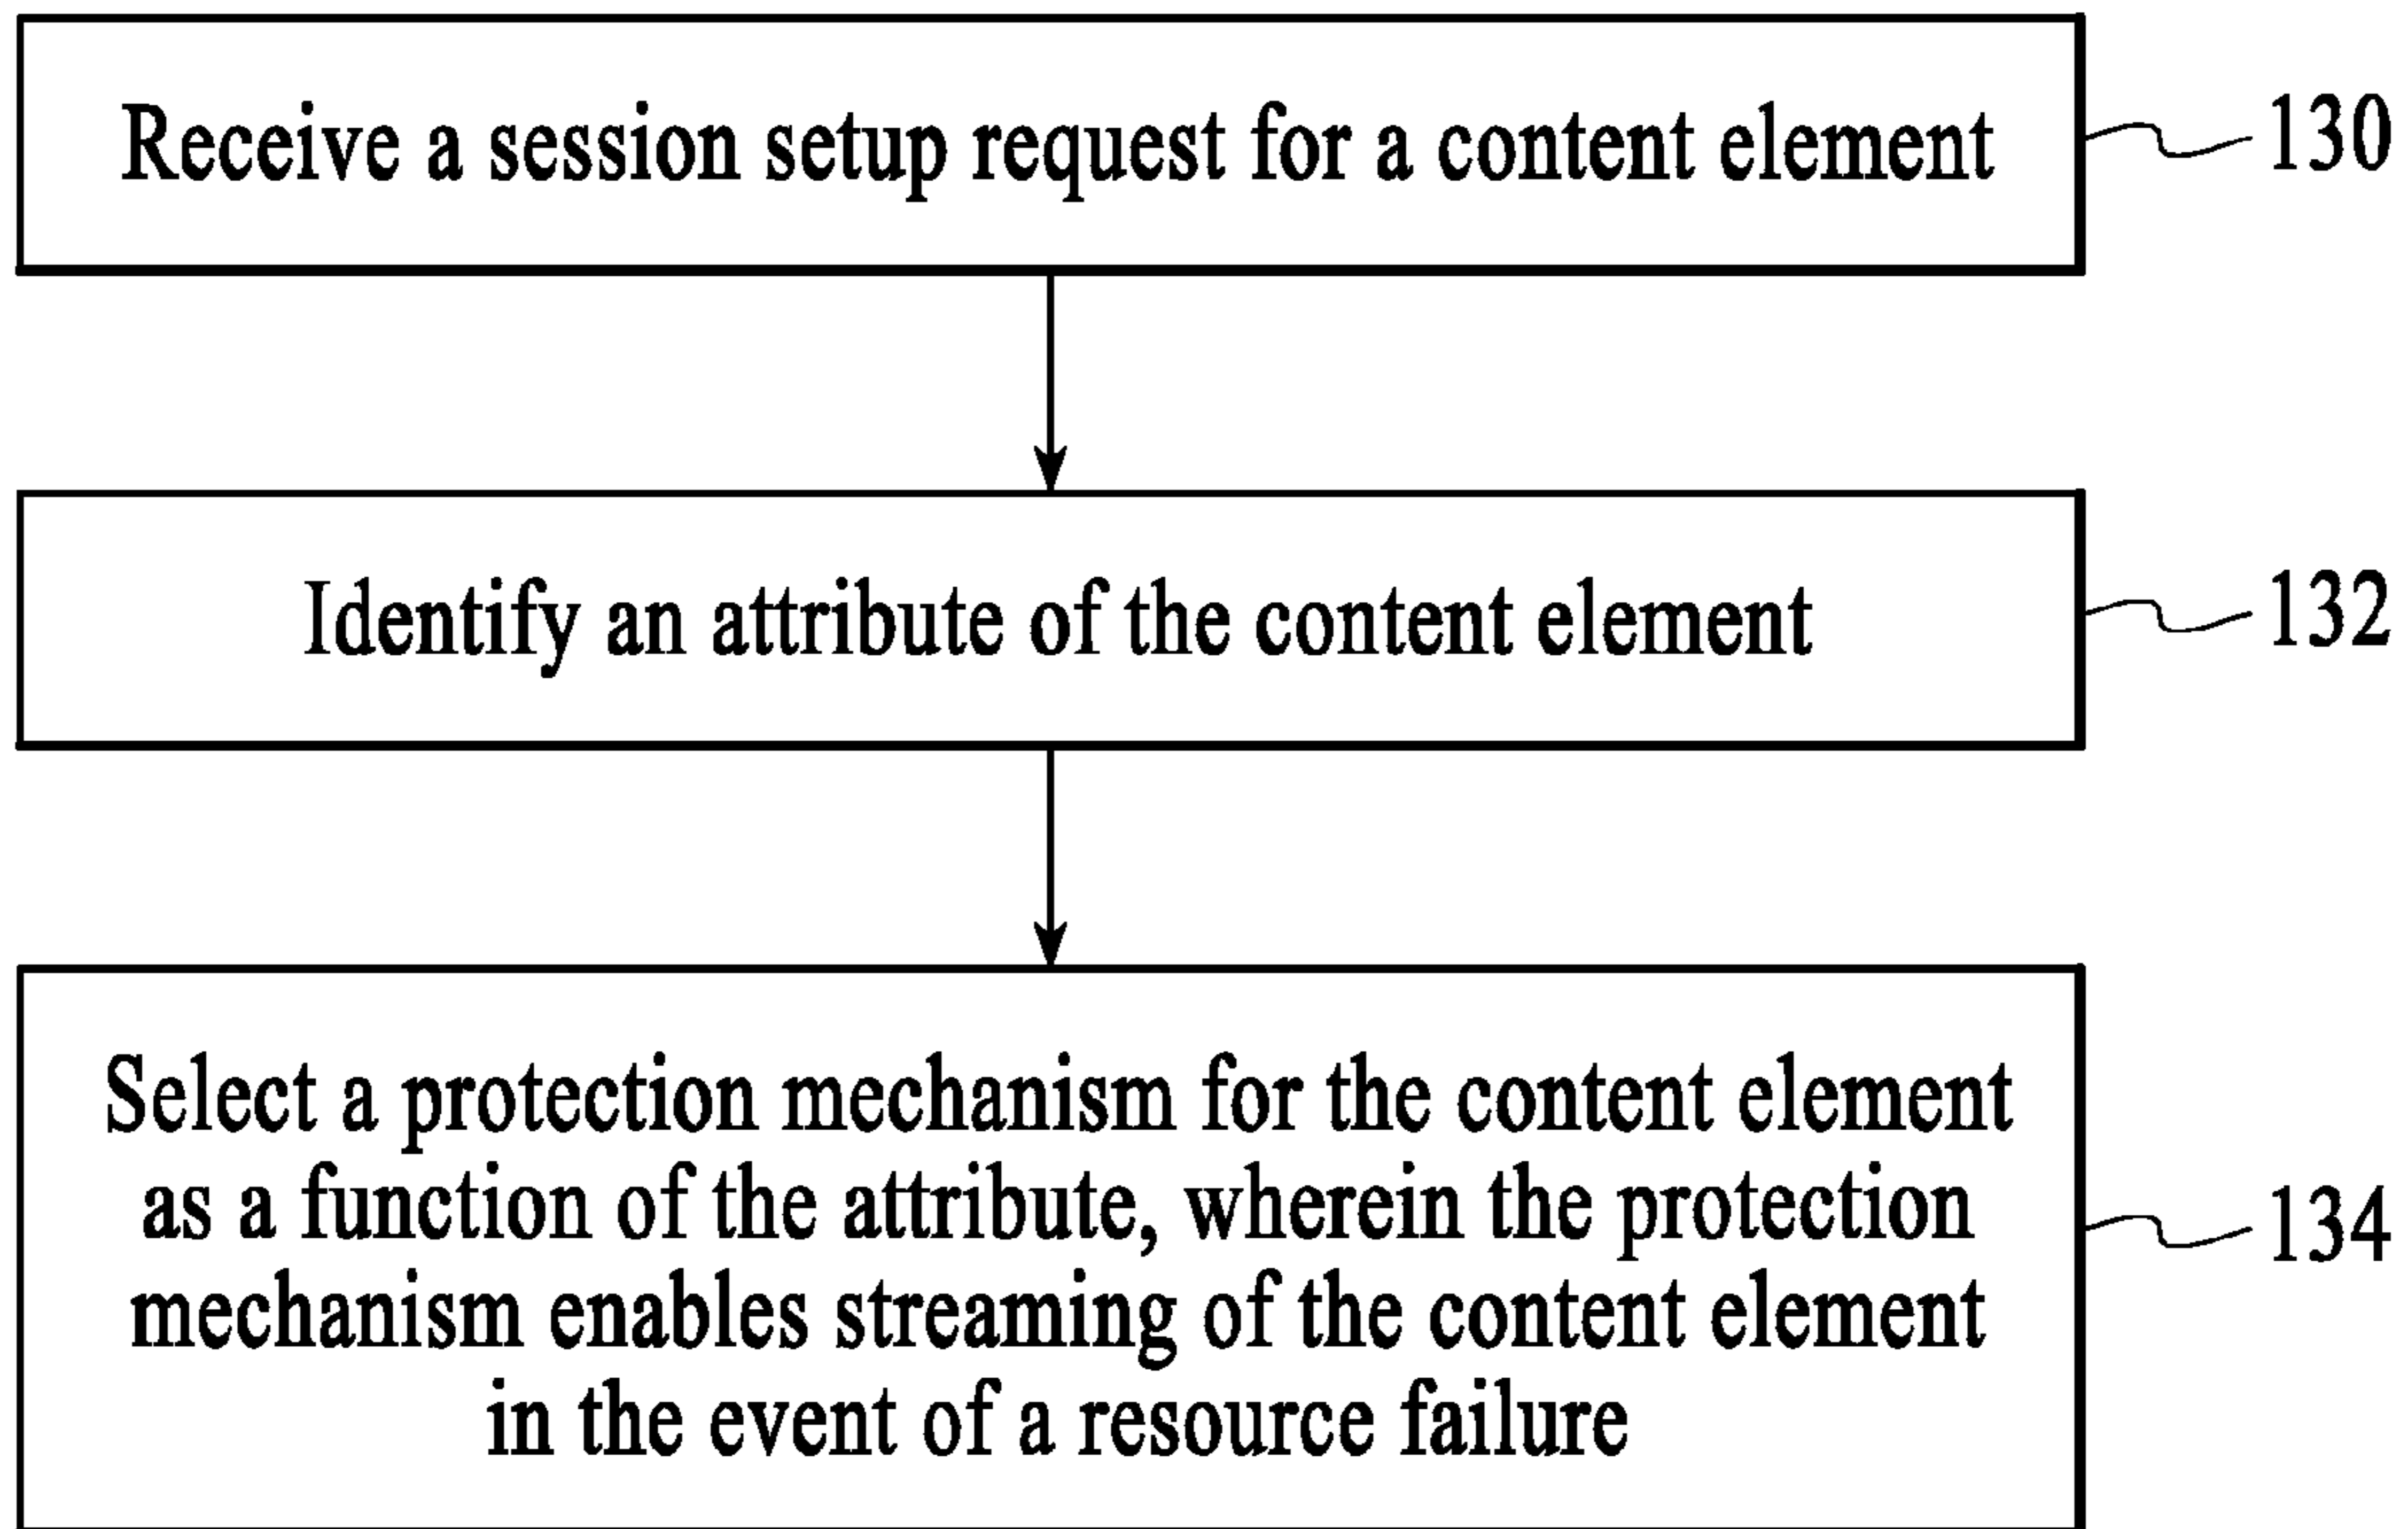 Receive a session setup request for a content element
130
Identify an attribute of the content element
132
Select a protection mechanism for the content element
as a function of the attribute, wherein the protection
mechanism enables streaming of the content element
in the event of a resource failure
134